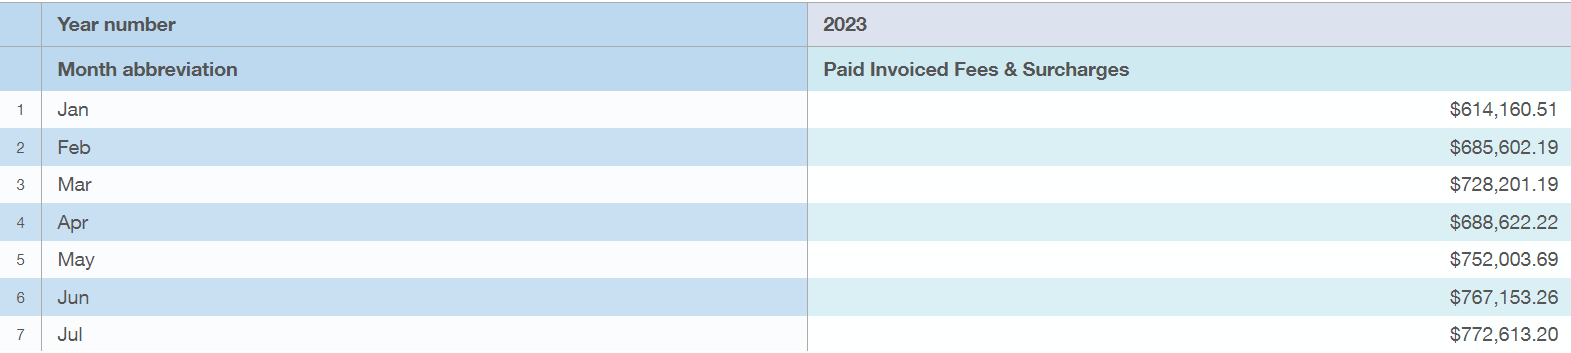 Year number 2023
Month abbreviation Paid Invoiced Fees & Surcharges
1 Jan $614,160.51
2 Feb $685,602.19
3 Mar $728,201.19
4 Apr $688,622.22
5 May $752,003.69
6 Jun $767,153.26
7 Jul $772,613.20